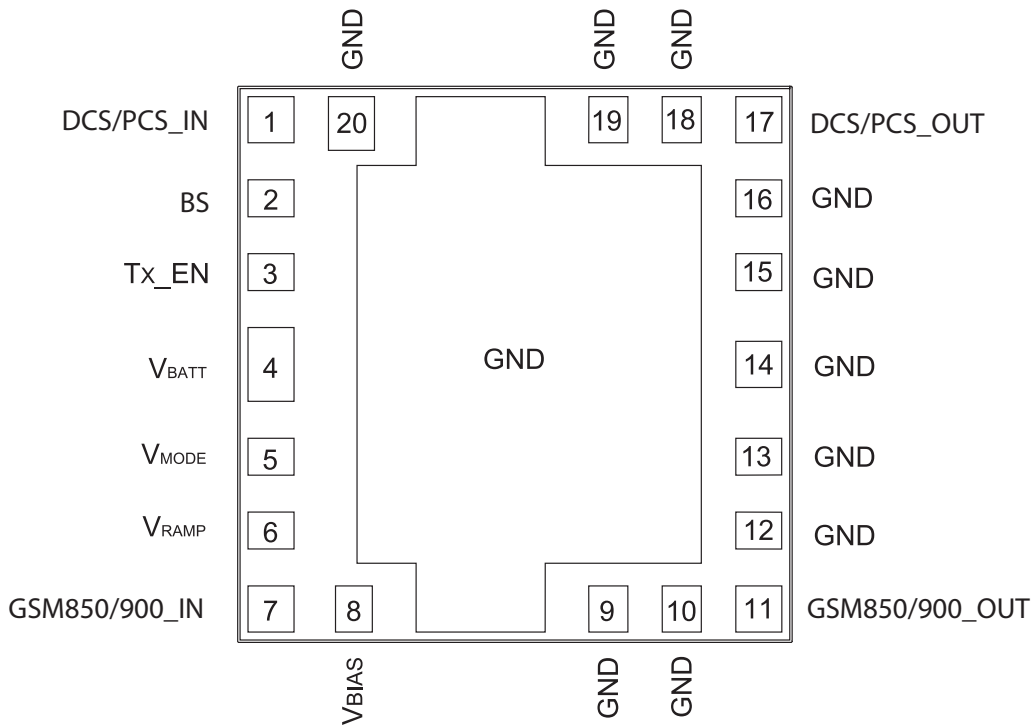 GND
GND
GND
DCS/PCS_IN
1
20
19
18
17
DCS/PCS_OUT
BS
2
16
GND
Tx_EN
3
15
GND
VBATT
4
GND
14
GND
VMODE
5
13
GND
VRAMP
6
12
GND
GSM850/900_IN
7
8
9
10
11
GSM850/900_OUT
VBIAS
GND
GND